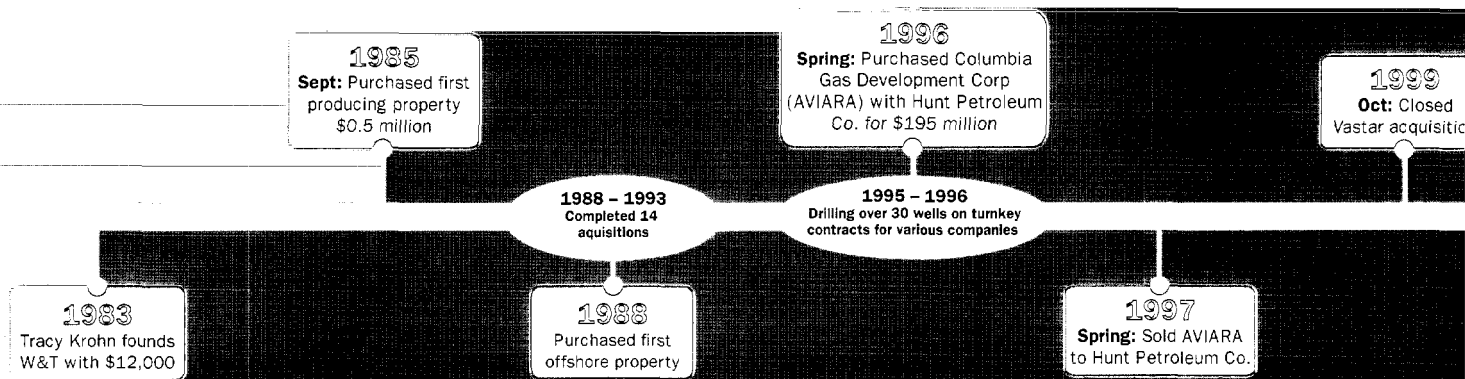 1985
Sept: Purchased first
producing property
$0.5 million
1996
Spring: Purchased Columbia
Gas Development Corp
(AVIARA) with Hunt Petroleum
Co. for $195 million
1999
Oct: Closed
Vastar acquisitio
1988 – 1993
Completed 14
aquisitions
1995 – 1996
Drilling over 30 wells on turnkey
contracts for various companies
1983
Tracy Krohn founds
W&T with $12,000
1988
Purchased first
offshore property
1997
Spring: Sold AVIARA
to Hunt Petroleum Co.